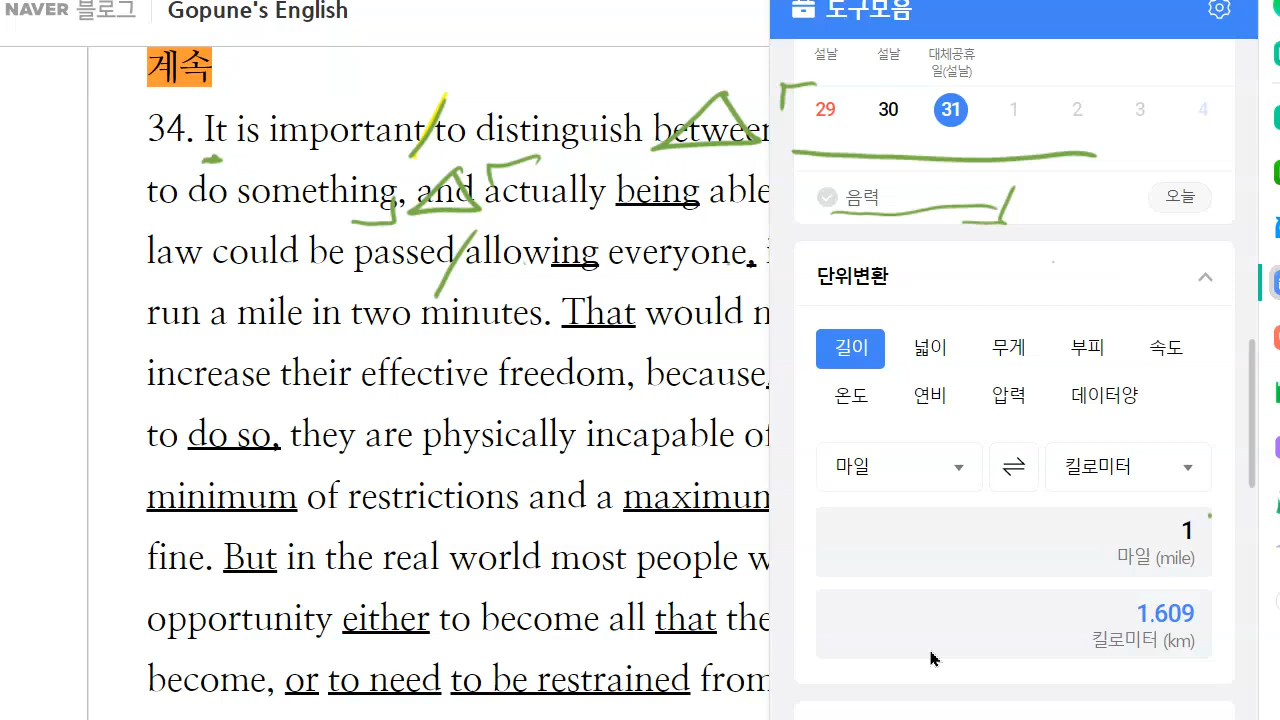 NAVER 블로그 Gopune's English
계속
34. It is important to distinguish between
to do something, and actually being able
law could be passed allowing everyone,
run a mile in two minutes. That would
increase their effective freedom, because,
to do so, they are physically incapable of
minimum of restrictions and a maximum
fine. But in the real world most people
opportunity either to become all that the
become, or to need to be restrained from
도구모음
설날 설날 대체공휴
일(설날)
29 30 31 1 2 3 4
음력 오늘
단위변환
길이 넓이 무게 부피 속도
온도 연비 압력 데이터양
마일 킬로미터
1
마일 (mile)
1.609
킬로미터 (km)